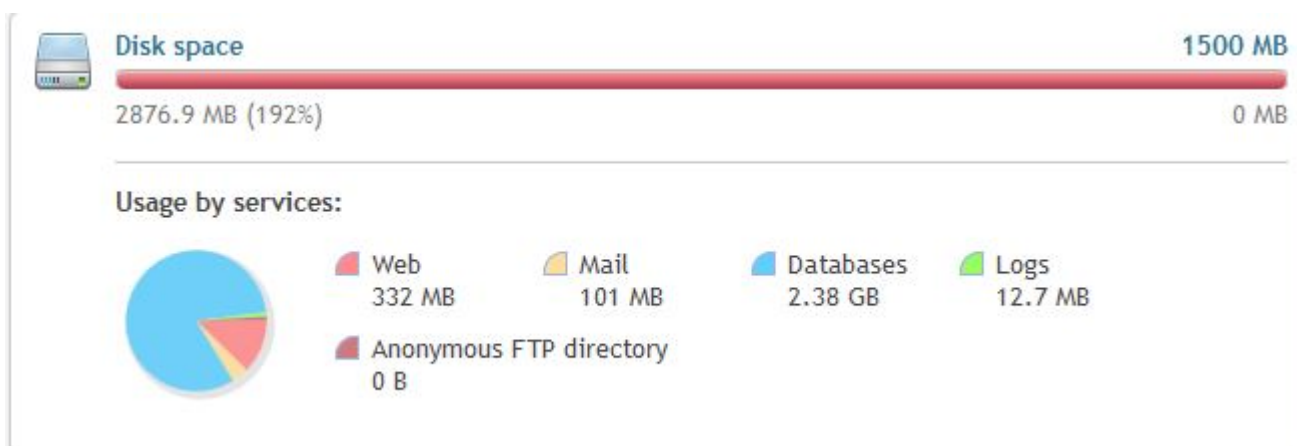 Disk space 1500 MB
2876.9 MB (192%) 0 MB
Usage by services:
Web Mail Databases Logs
332 MB 101 MB 2.38 GB 12.7 MB
Anonymous FTP directory
0 B